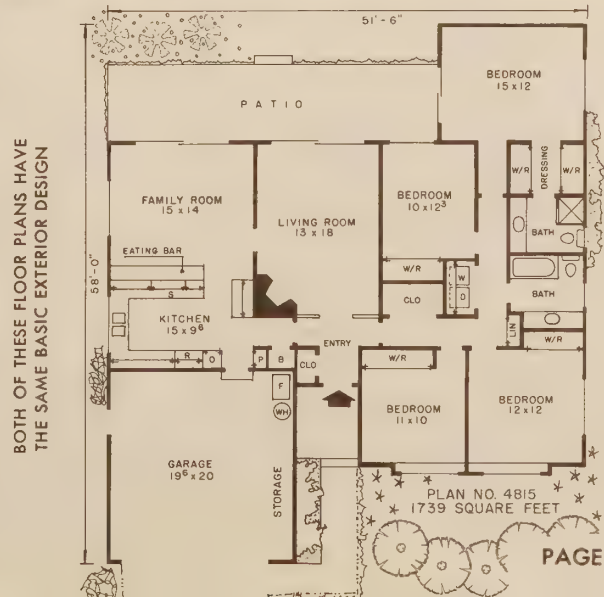 BOTH OF THESE FLOOR PLANS HAVE
THE SAME BASIC EXTERIOR DESIGN
51'-6"
58'-0"
PATIO
BEDROOM
15 x 12
W/R
DRESSING
W/R
FAMILY ROOM
15 x 14
LIVING ROOM
13 x 18
BEDROOM
10 x 12³
BATH
EATING BAR
W/R
W
D
CLO
BATH
S
KITCHEN
15 x 9⁶
R
O
P
B
CLO
ENTRY
LIN
W/R
W/R
F
WH
BEDROOM
11 x 10
BEDROOM
12 x 12
GARAGE
19⁶ x 20
STORAGE
PLAN NO. 4815
1739 SQUARE FEET
PAGE